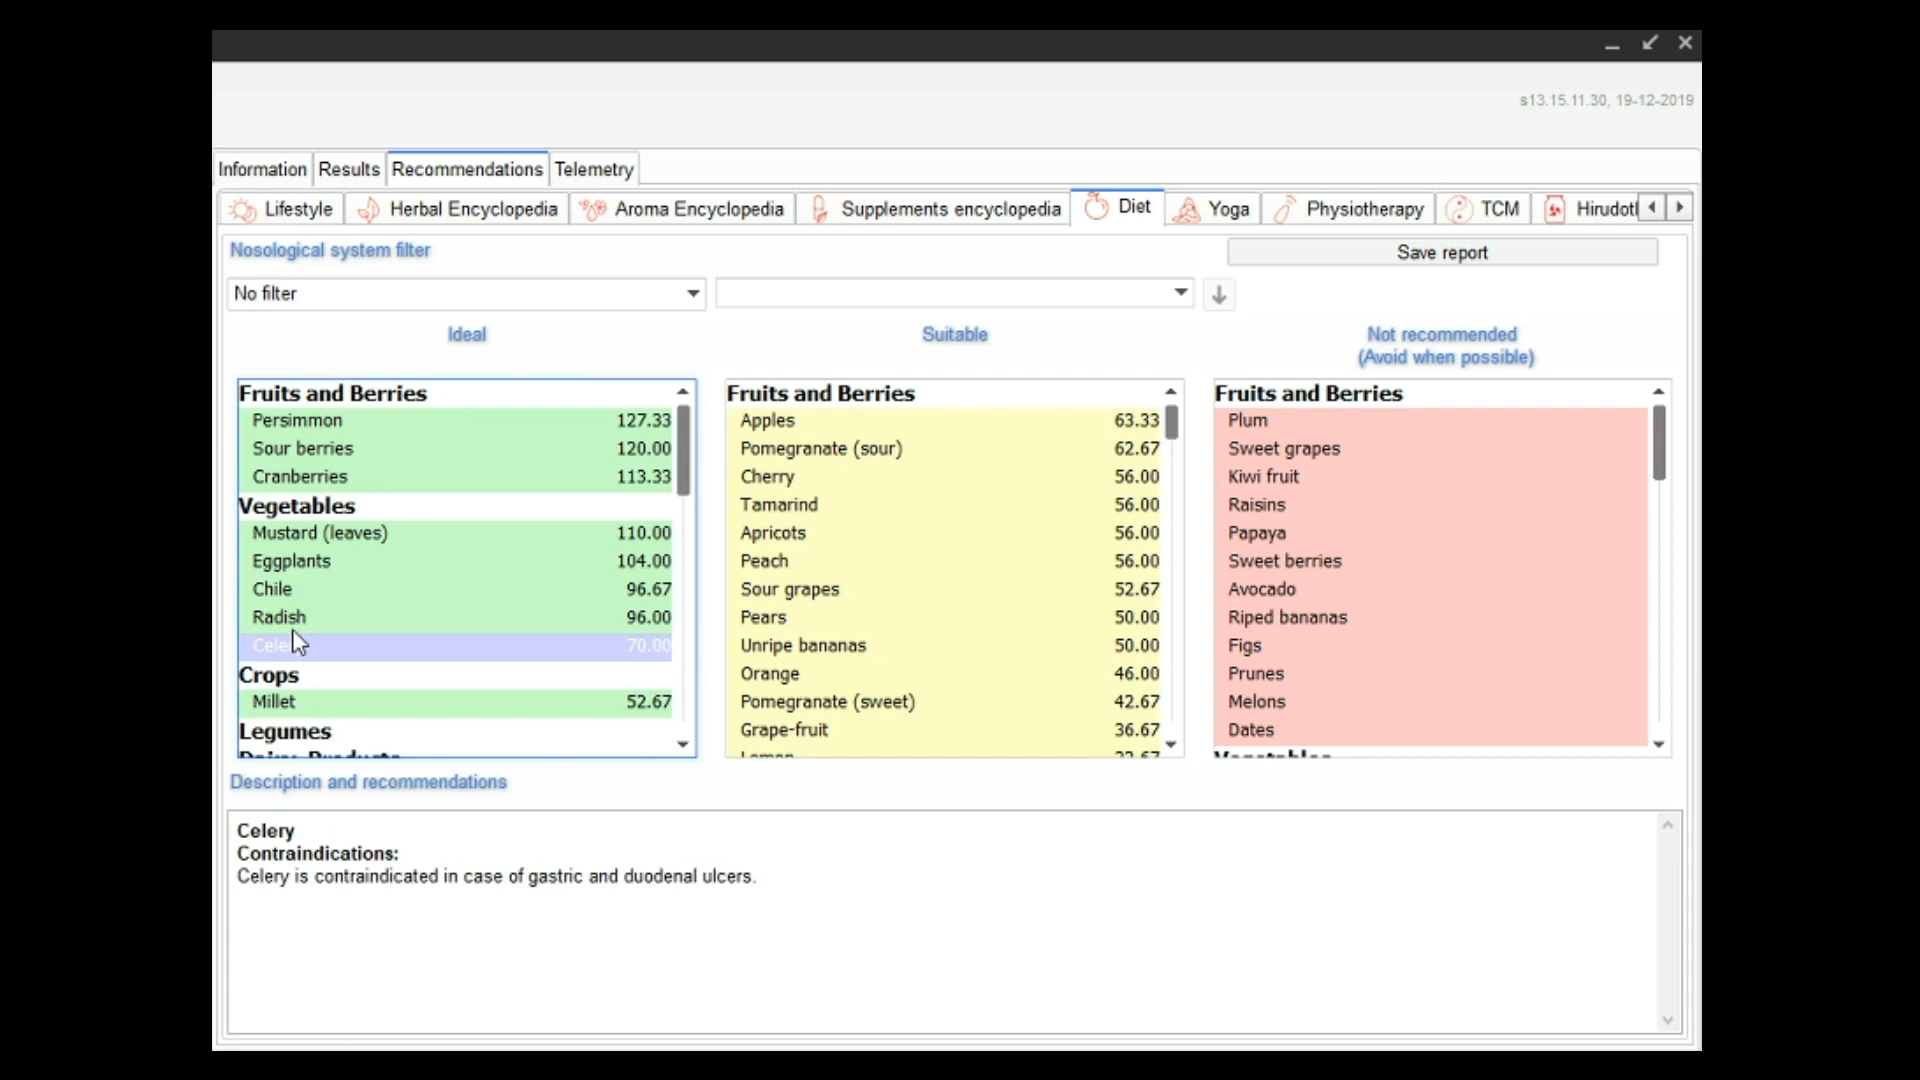 s13.15.11.30, 19-12-2019
Information Results Recommendations Telemetry
Lifestyle Herbal Encyclopedia Aroma Encyclopedia Supplements encyclopedia Diet Yoga Physiotherapy TCM
Nosological system filter
Save report
No filter
Ideal
Fruits and Berries
Persimmon 127.33
Sour berries 120.00
Cranberries 113.33
Vegetables
Mustard (leaves) 110.00
Eggplants 104.00
Chile 96.67
Radish 96.00
70.00
Crops
Millet 52.67
Legumes
Dairy Products
Suitable
Fruits and Berries
Apples 63.33
Pomegranate (sour) 62.67
Cherry 56.00
Tamarind 56.00
Apricots 56.00
Peach 56.00
Sour grapes 52.67
Pears 50.00
Unripe bananas 50.00
Orange 46.00
Pomegranate (sweet) 42.67
Grape-fruit 36.67
Not recommended
(Avoid when possible)
Fruits and Berries
Plum
Sweet grapes
Kiwi fruit
Raisins
Papaya
Sweet berries
Avocado
Riped bananas
Figs
Prunes
Melons
Dates
Vegetables
Description and recommendations
Celery
Contraindications:
Celery is contraindicated in case of gastric and duodenal ulcers.